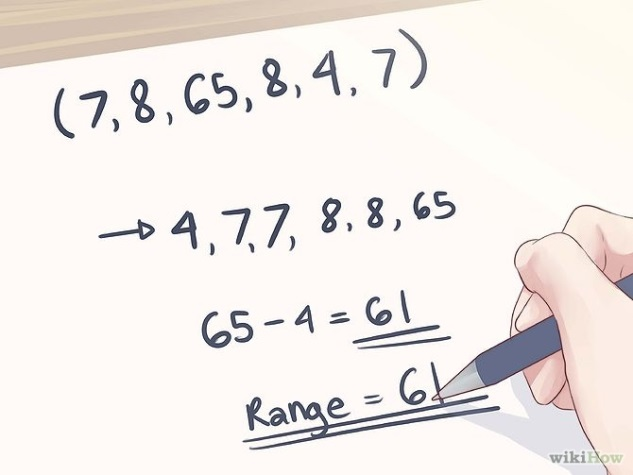 (7, 8, 65, 8, 4, 7)
→ 4, 7, 7, 8, 8, 65
65 - 4 = 61
Range = 61
wikiHow